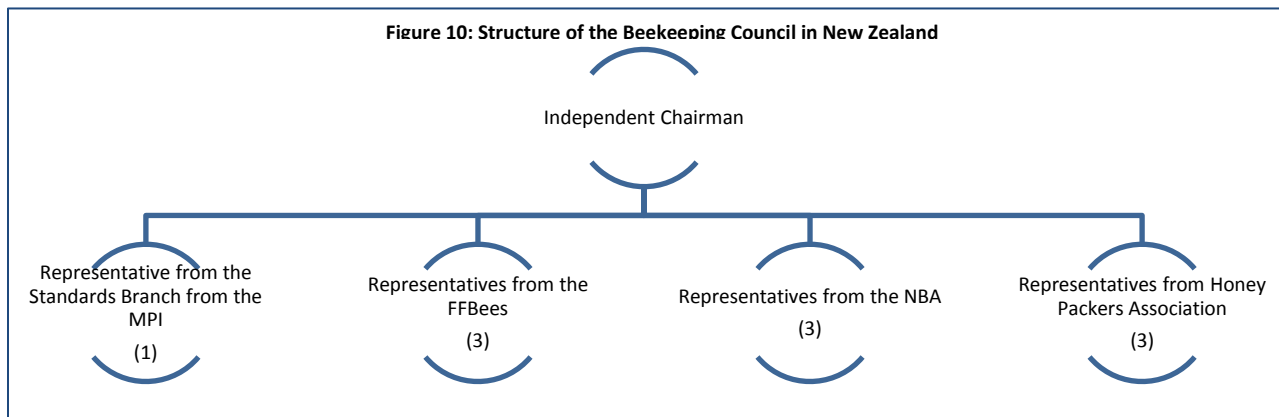 Figure 10: Structure of the Beekeeping Council in New Zealand
Independent Chairman
Representative from the
Standards Branch from the
MPI
(1)
Representatives from the
FFBees
(3)
Representatives from the NBA
(3)
Representatives from Honey
Packers Association
(3)